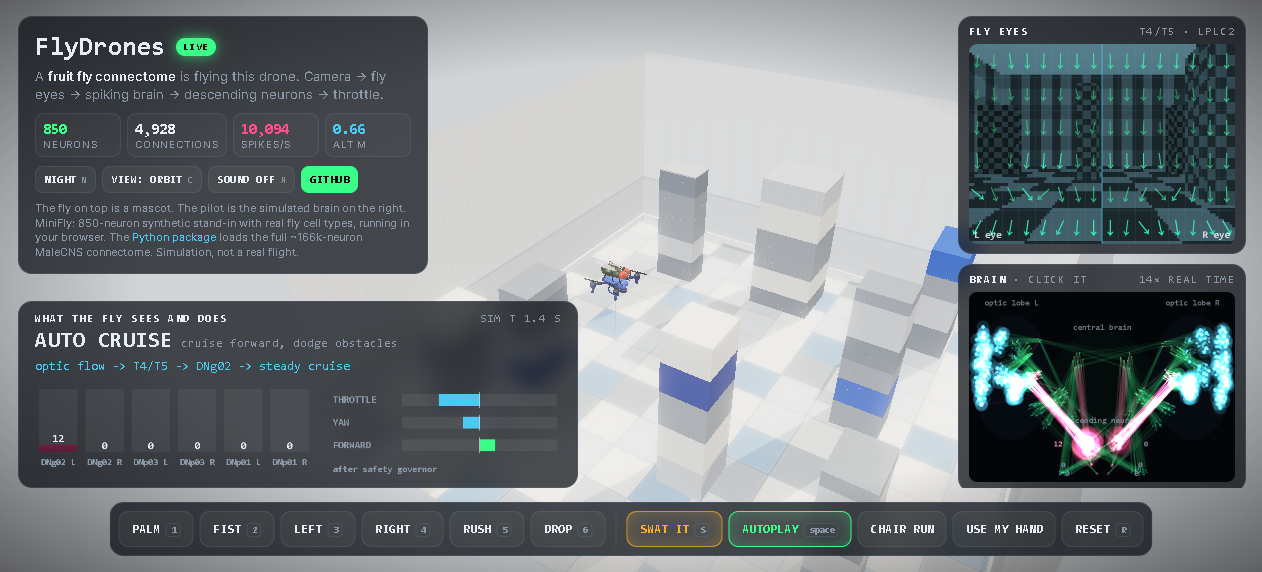 FlyDrones LIVE
A fruit fly connectome is flying this drone. Camera → fly
eyes → spiking brain → descending neurons → throttle.
850 4,928 10,094 0.66
NEURONS CONNECTIONS SPIKES/S ALT M
NIGHT N VIEW: ORBIT C SOUND OFF GITHUB
The fly on top is a mascot. The pilot is the simulated brain on the right.
MiniFly: 850-neuron synthetic stand-in with real fly cell types, running in
your browser. The Python package loads the full ~166k-neuron
MaleCNS connectome. Simulation, not a real flight.
WHAT THE FLY SEES AND DOES SIM T 1.4 S
AUTO CRUISE cruise forward, dodge obstacles
optic flow -> T4/T5 -> DNg02 -> steady cruise
12 0 0 0 0 0
DNg02 L DNg02 R DNp03 L DNp03 R DNp01 L DNp01 R
THROTTLE
YAW
FORWARD
after safety governor
FLY EYES T4/T5 · LPLC2
L eye R eye
BRAIN · CLICK IT 14× REAL TIME
optic lobe L optic lobe R
central brain
12 0
PALM 1 FIST 2 LEFT 3 RIGHT 4 RUSH 5 DROP 6 SWAT IT S AUTOPLAY space CHAIR RUN USE MY HAND RESET R